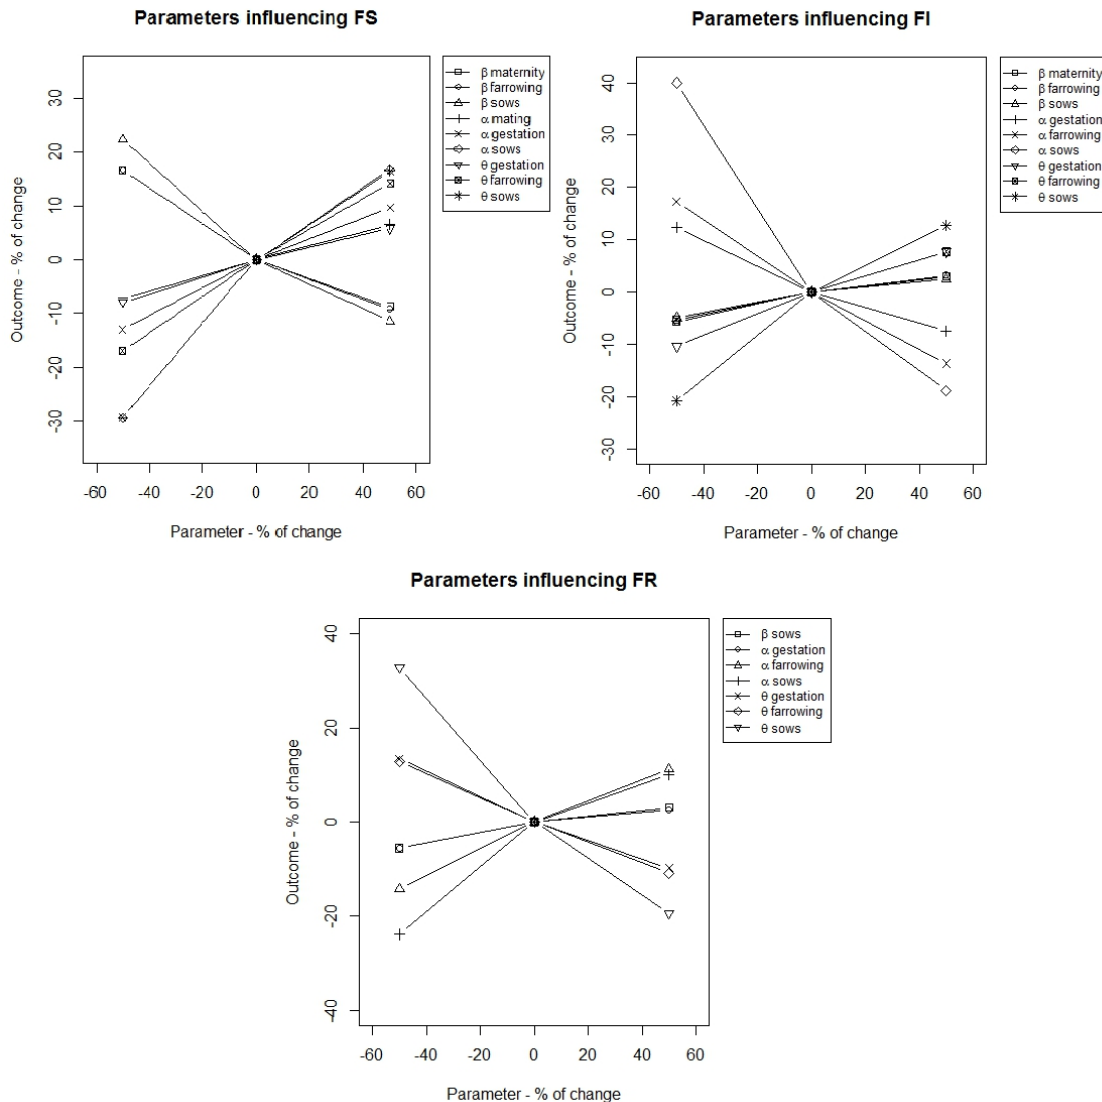 Parameters influencing FS
Outcome - % of change
30
20
10
0
-10
-20
-30
-60 -40 -20 0 20 40 60
Parameter - % of change
β maternity
β farrowing
β sows
α mating
α gestation
α sows
θ gestation
θ farrowing
θ sows
Parameters influencing FI
Outcome - % of change
40
30
20
10
0
-10
-20
-30
-60 -40 -20 0 20 40 60
Parameter - % of change
β maternity
β farrowing
β sows
α gestation
α farrowing
α sows
θ gestation
θ farrowing
θ sows
Parameters influencing FR
Outcome - % of change
40
20
0
-20
-40
-60 -40 -20 0 20 40 60
Parameter - % of change
β sows
α gestation
α farrowing
α sows
θ gestation
θ farrowing
θ sows